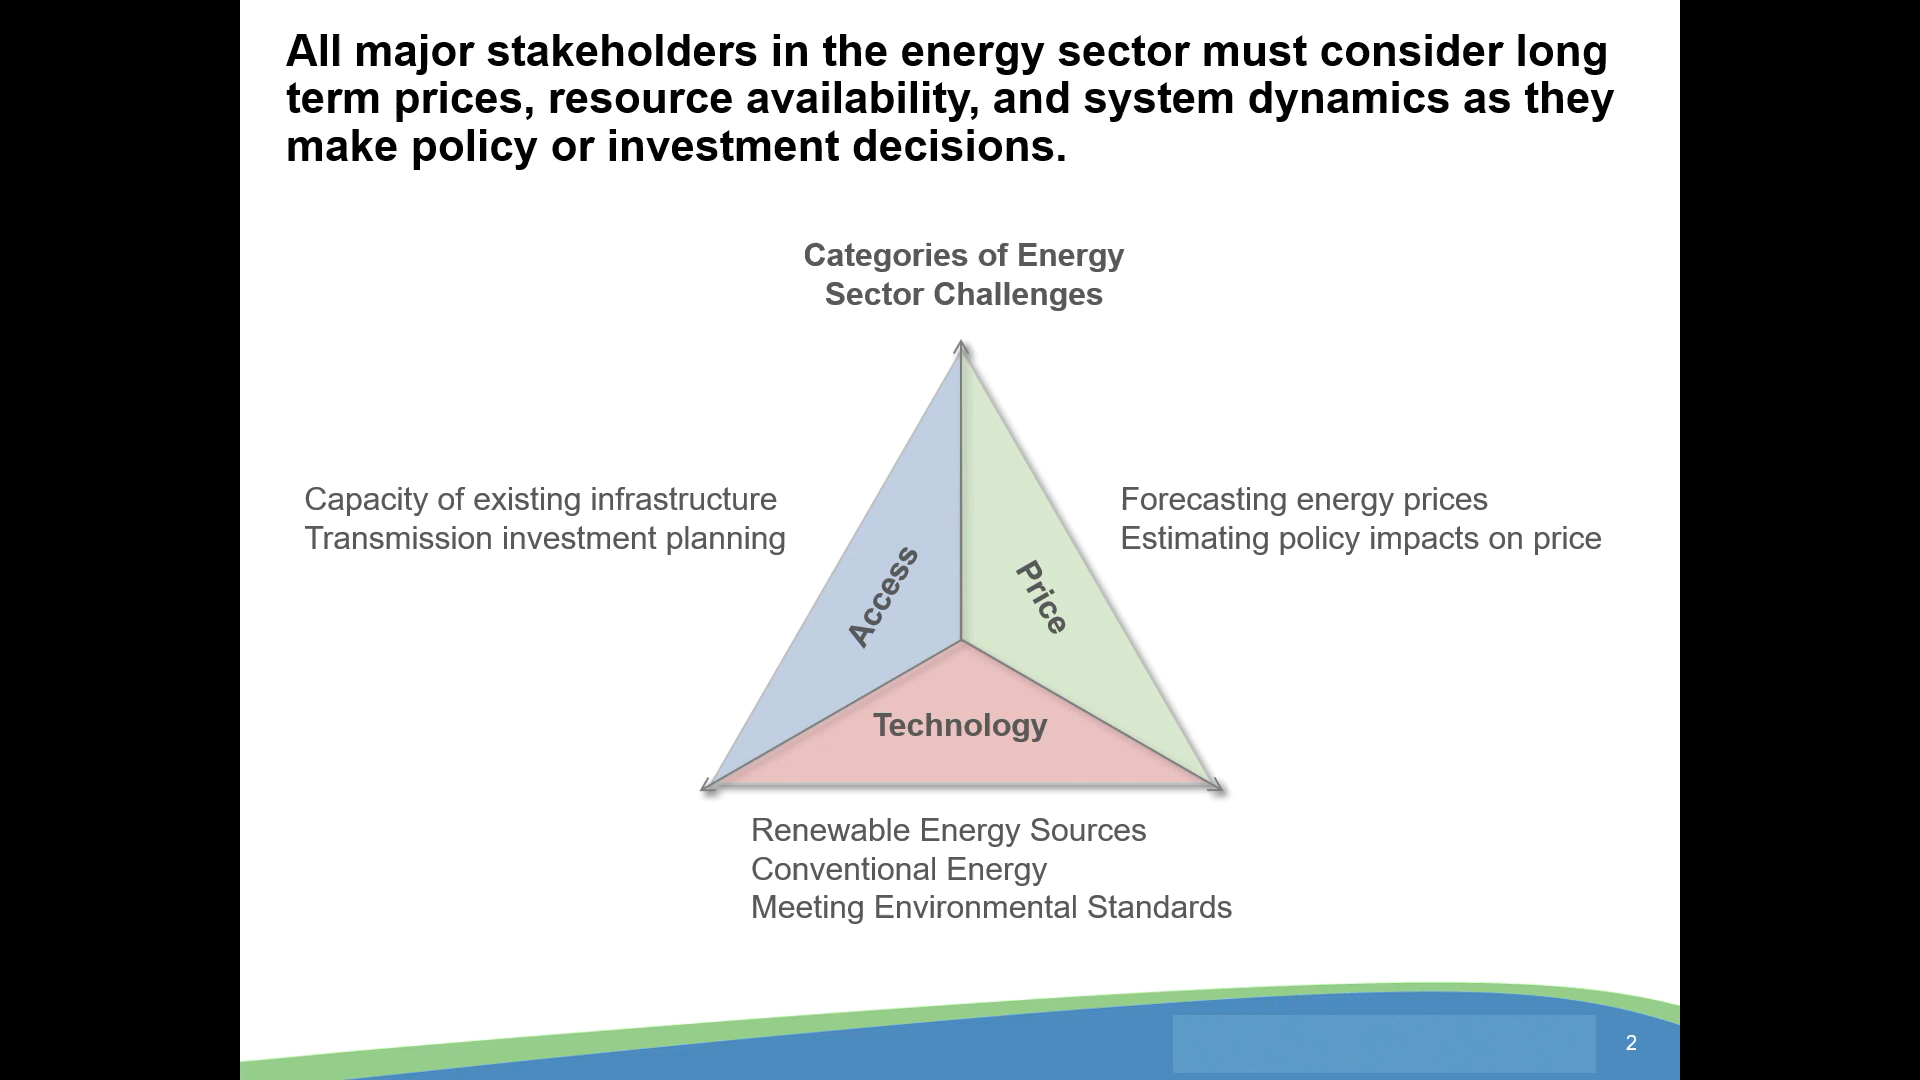 All major stakeholders in the energy sector must consider long
term prices, resource availability, and system dynamics as they
make policy or investment decisions.
Categories of Energy
Sector Challenges
Capacity of existing infrastructure
Transmission investment planning
Forecasting energy prices
Estimating policy impacts on price
Access
Price
Technology
Renewable Energy Sources
Conventional Energy
Meeting Environmental Standards
2